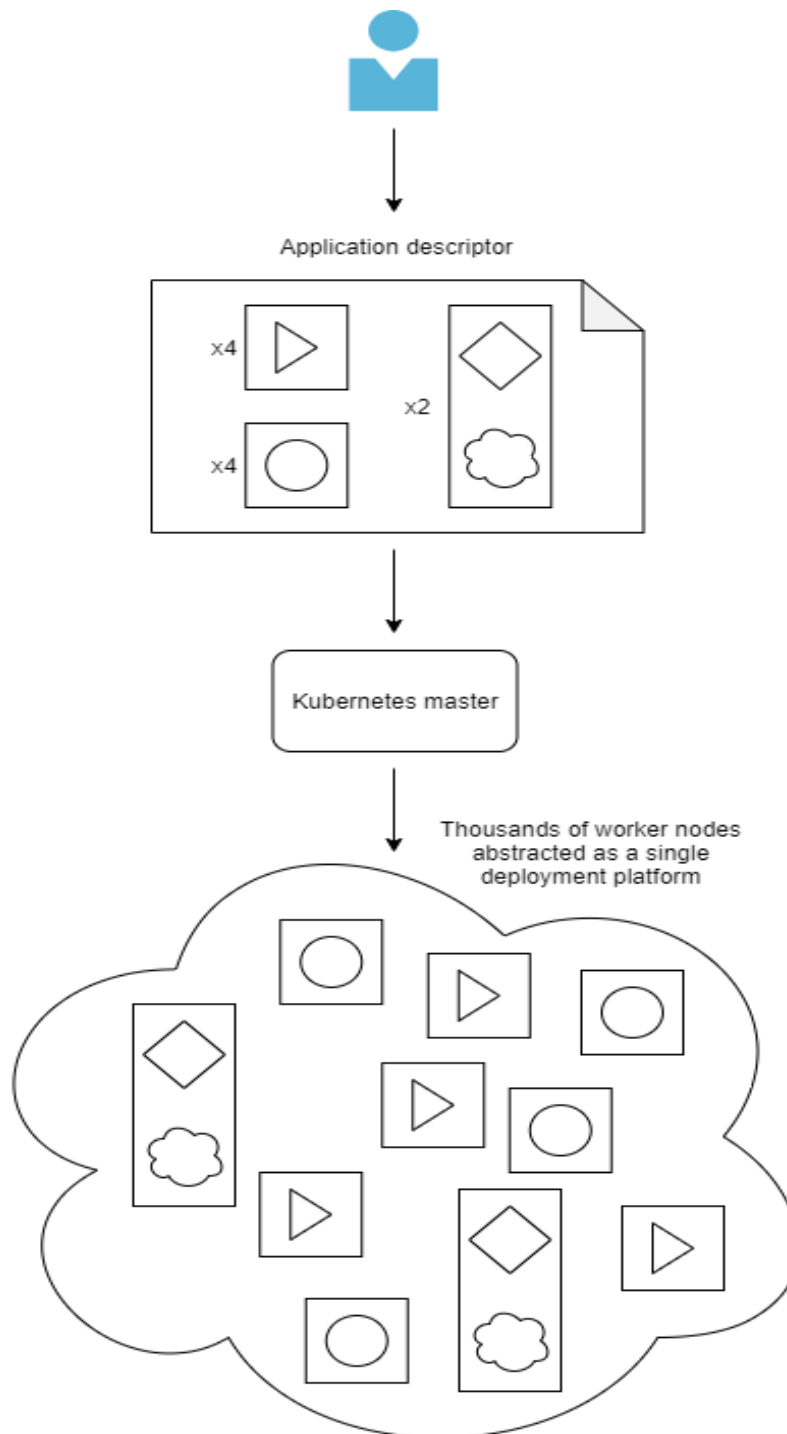 Application descriptor
x4
x2
x4
Kubernetes master
Thousands of worker nodes
abstracted as a single
deployment platform